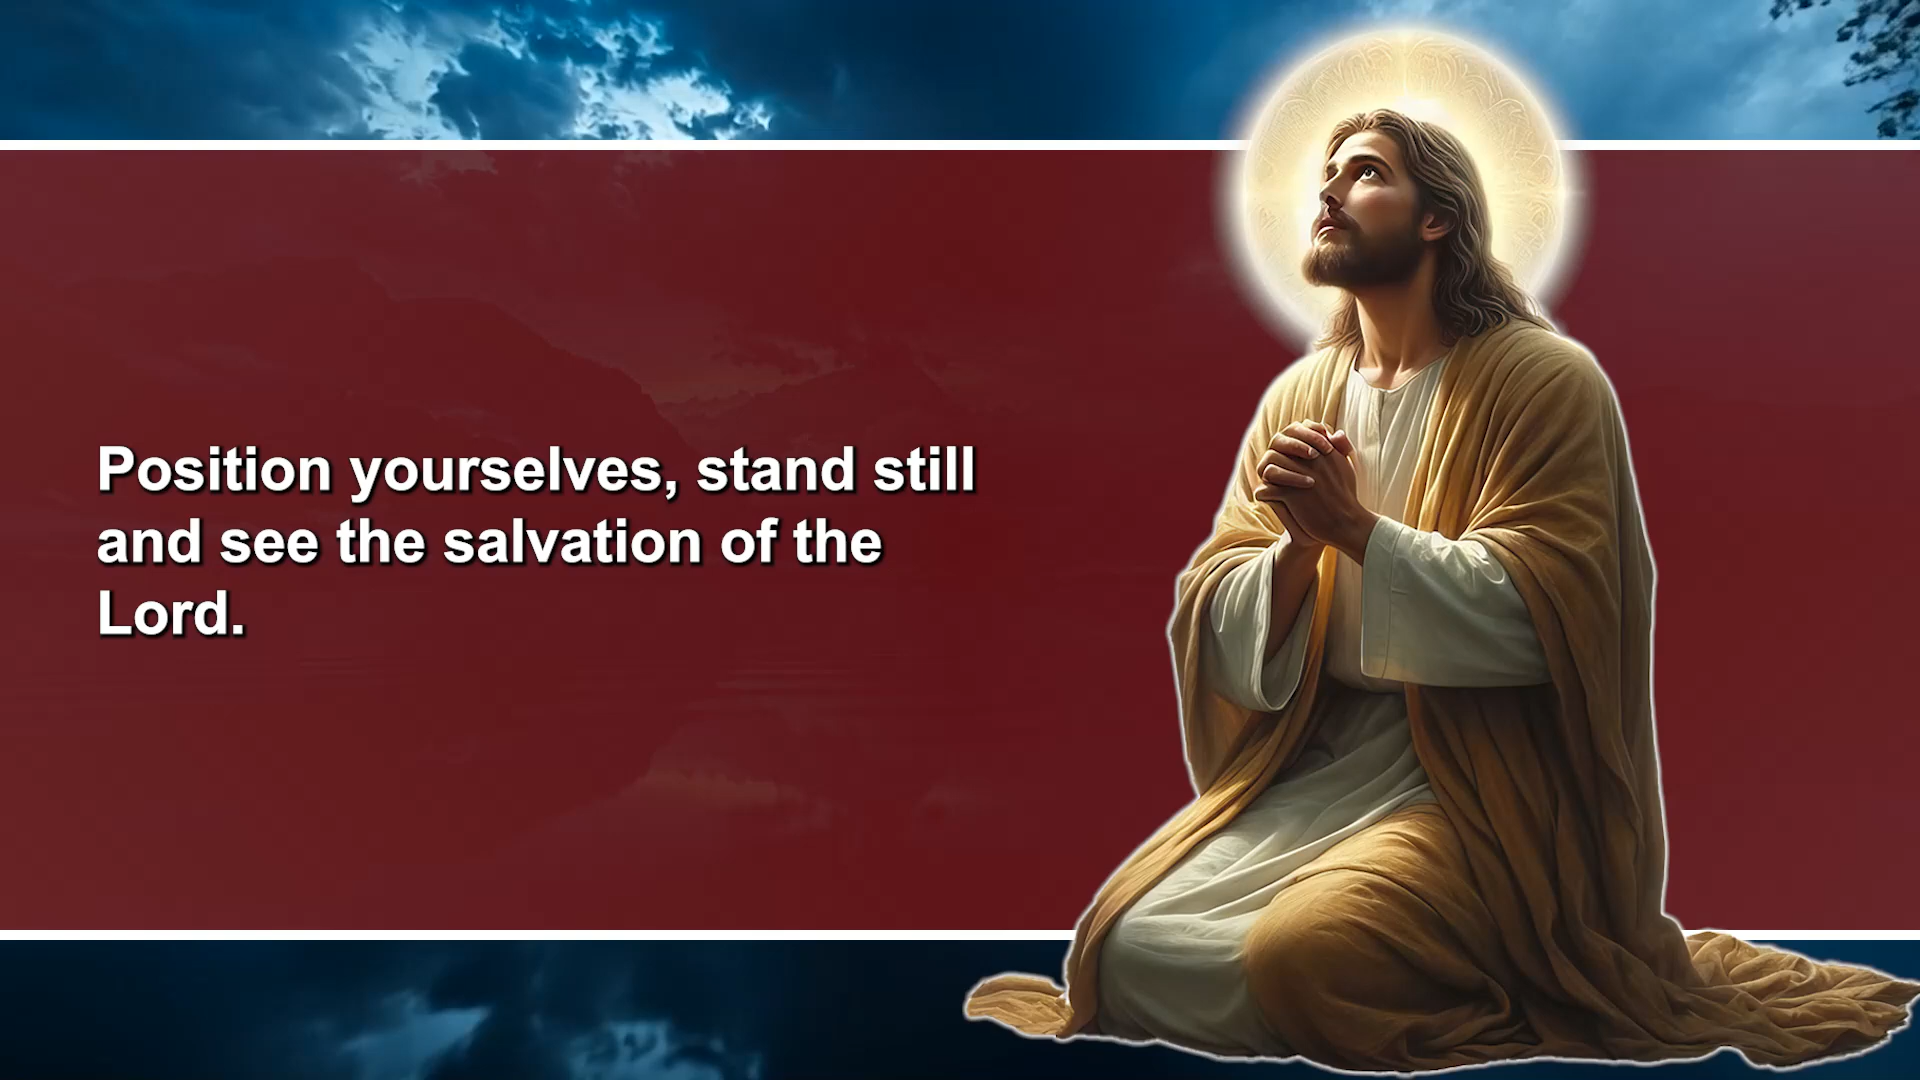 Position yourselves, stand still
and see the salvation of the
Lord.